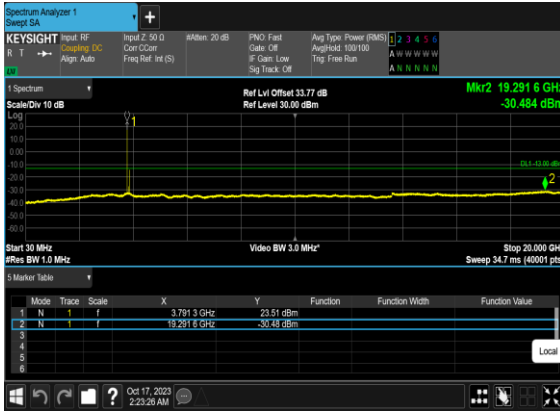 Spectrum Analyzer 1
Swept SA
+
KEYSIGHT Input: RF Input Z: 50 Ω #Atten: 20 dB PNO: Fast Avg Type: Power (RMS) 1 2 3 4 5 6
R T Coupling: DC Corr CCorr Gate: Off Avg|Hold: 100/100 A W W W W W
Align: Auto Freq Ref: Int (S) IF Gain: Low Trig: Free Run
LV Sig Track: Off A N N N N N
1 Spectrum Ref Lvl Offset 33.77 dB Mkr2 19.291 6 GHz
Scale/Div 10 dB Ref Level 30.00 dBm -30.484 dBm
Log
1
20.0
10.0
0.00
-10.0
DL1 -13.00 dBm
-20.0
2
-30.0
-40.0
-50.0
-60.0
Start 30 MHz Video BW 3.0 MHz* Stop 20.000 GH
#Res BW 1.0 MHz Sweep 34.7 ms (40001 pts
5 Marker Table
Mode Trace Scale X Y Function Function Width Function Value
1 N 1 f 3.791 3 GHz 23.51 dBm
2 N 1 f 19.291 6 GHz -30.48 dBm
3
4
5
6
Local
? Oct 17, 2023
2:23:26 AM